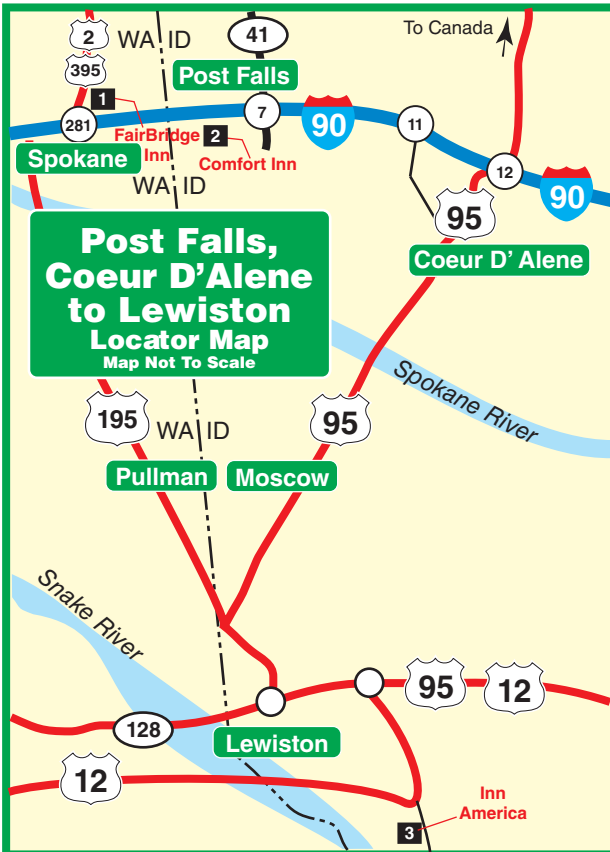 2
WA ID
41
To Canada
395
Post Falls
1
281
7
90
11
FairBridge
Inn
2
Comfort Inn
Spokane
WA ID
12
90
95
Coeur D' Alene
Post Falls,
Coeur D'Alene
to Lewiston
Locator Map
Map Not To Scale
Spokane River
195
WA ID
95
Pullman
Moscow
Snake River
95
12
128
Lewiston
12
Inn
America
3